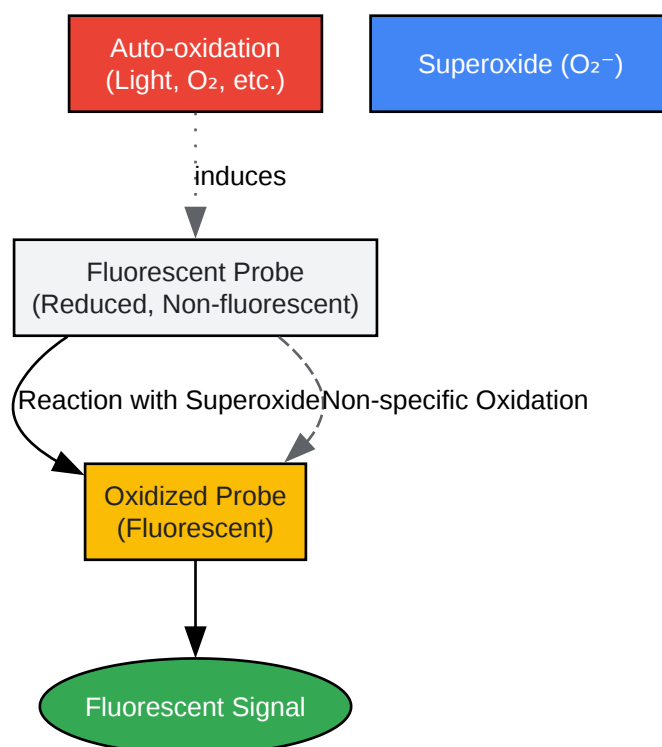 Auto-oxidation
(Light, O₂, etc.)
Superoxide (O₂⁻)
induces
Fluorescent Probe
(Reduced, Non-fluorescent)
Reaction with Superoxide
Non-specific Oxidation
Oxidized Probe
(Fluorescent)
Fluorescent Signal